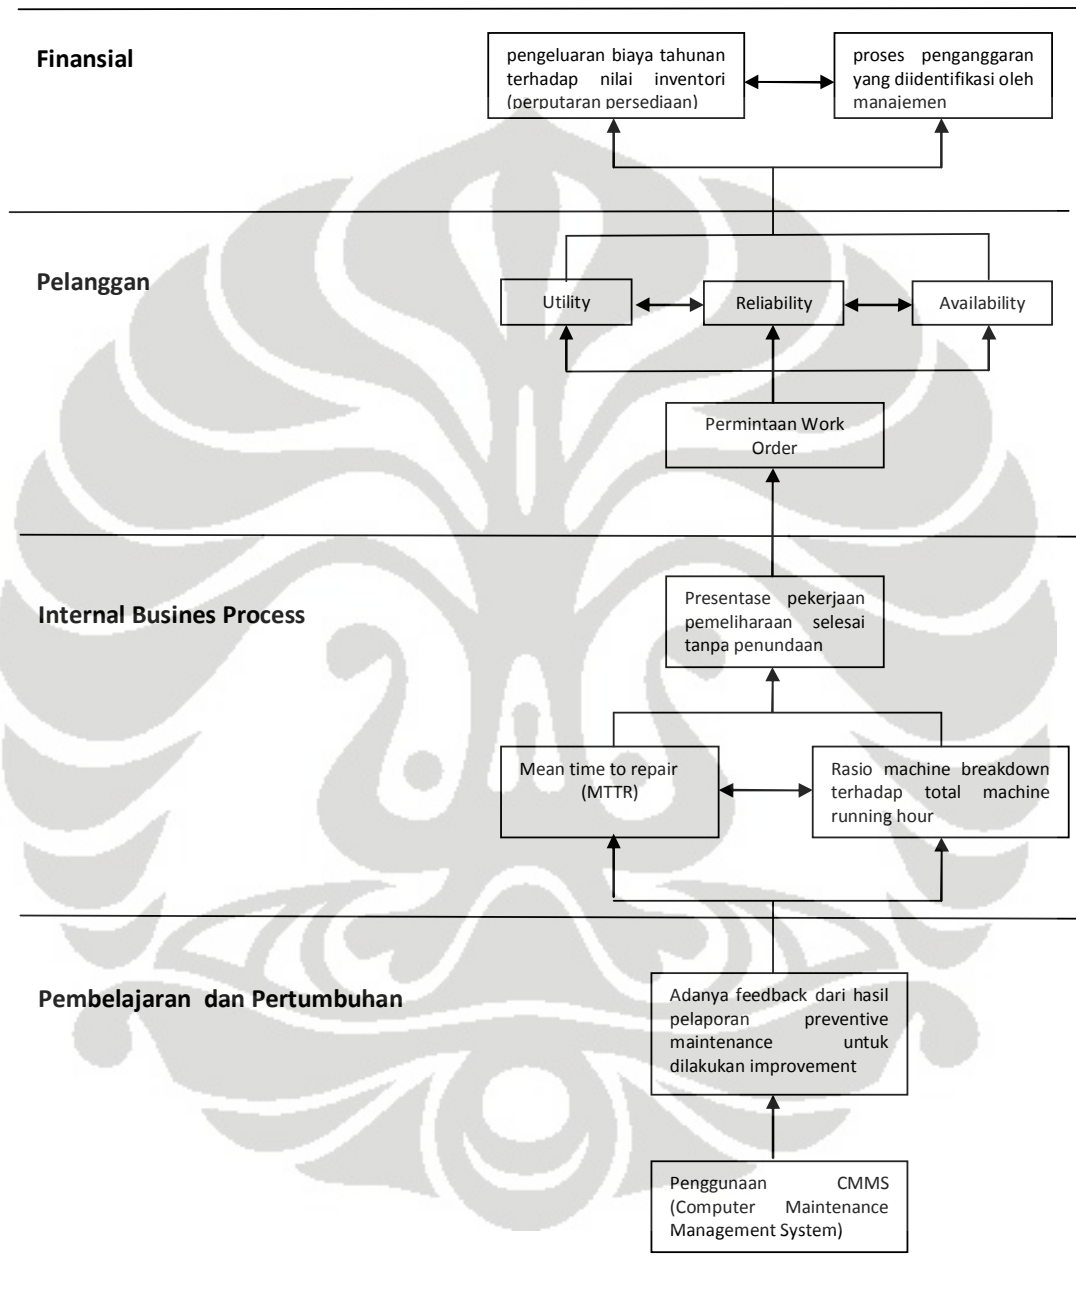 Finansial
pengeluaran biaya tahunan
terhadap nilai inventori
(perputaran persediaan)
proses penganggaran
yang diidentifikasi oleh
manajemen
Pelanggan
Utility
Reliability
Availability
Permintaan Work
Order
Internal Busines Process
Presentase pekerjaan
pemeliharaan selesai
tanpa penundaan
Mean time to repair
(MTTR)
Rasio machine breakdown
terhadap total machine
running hour
Pembelajaran dan Pertumbuhan
Adanya feedback dari hasil
pelaporan preventive
maintenance untuk
dilakukan improvement
Penggunaan CMMS
(Computer Maintenance
Management System)